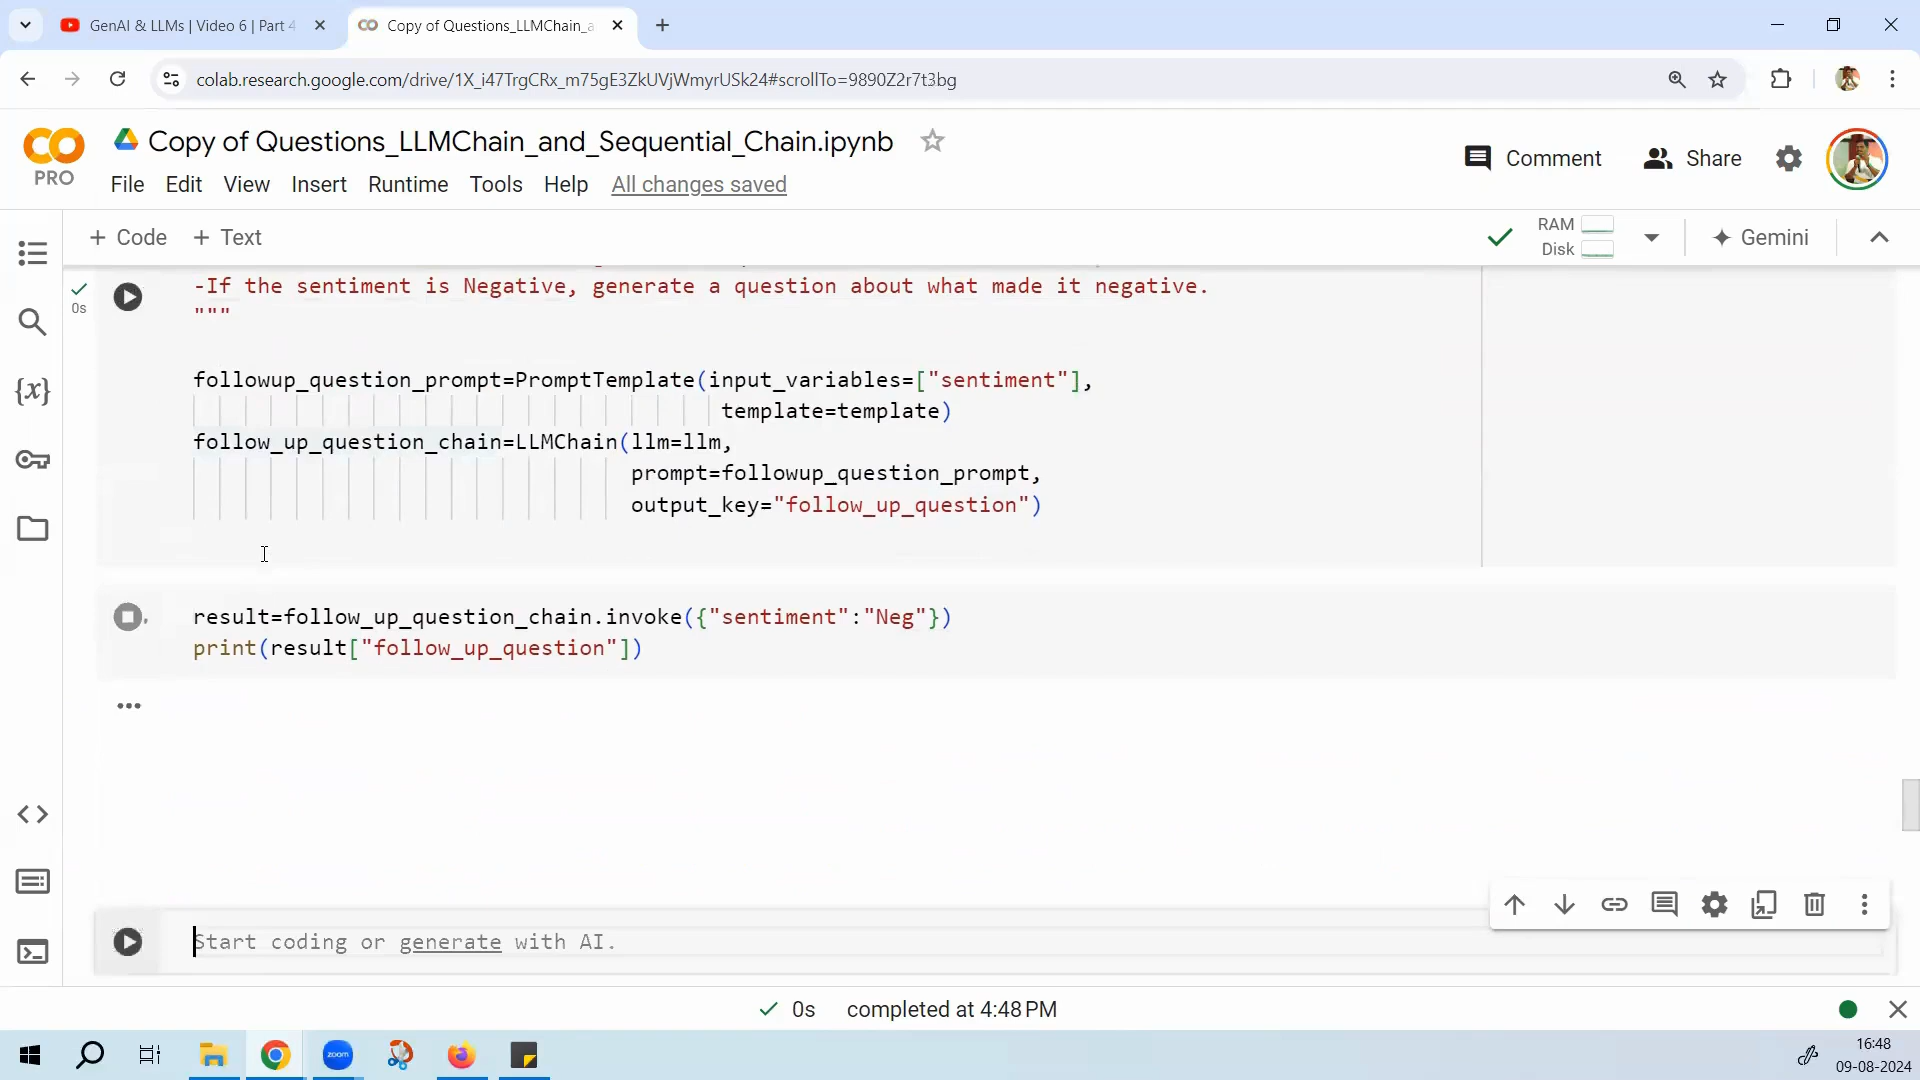 GenAI & LLMs | Video 6 | Part 4
Copy of Questions_LLMChain_a
colab.research.google.com/drive/1X_i47TrgCRx_m75gE3ZkUVjWmyrUSk24#scrollTo=9890Z2r7t3bg
CO
PRO
Copy of Questions_LLMChain_and_Sequential_Chain.ipynb
Comment
Share
File Edit View Insert Runtime Tools Help All changes saved
+ Code + Text
RAM
Disk
Gemini
-If the sentiment is Negative, generate a question about what made it negative.
"""
0s
followup_question_prompt=PromptTemplate(input_variables=["sentiment"],
template=template)
follow_up_question_chain=LLMChain(llm=llm,
prompt=followup_question_prompt,
output_key="follow_up_question")
result=follow_up_question_chain.invoke({"sentiment":"Neg"})
print(result["follow_up_question"])
Start coding or generate with AI.
0s completed at 4:48 PM
zoom
16:48
09-08-2024